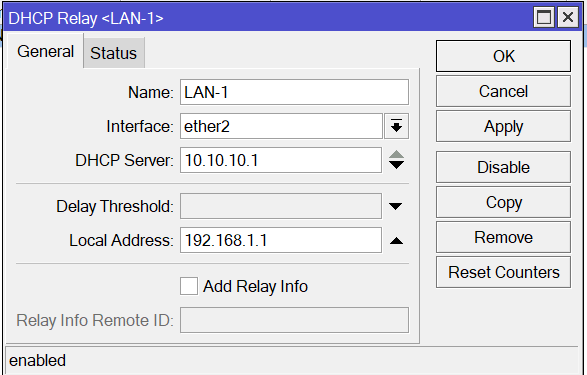 DHCP Relay <LAN-1>
General Status
Name: LAN-1
Interface: ether2
DHCP Server: 10.10.10.1
Delay Threshold:
Local Address: 192.168.1.1
Add Relay Info
Relay Info Remote ID:
OK
Cancel
Apply
Disable
Copy
Remove
Reset Counters
enabled